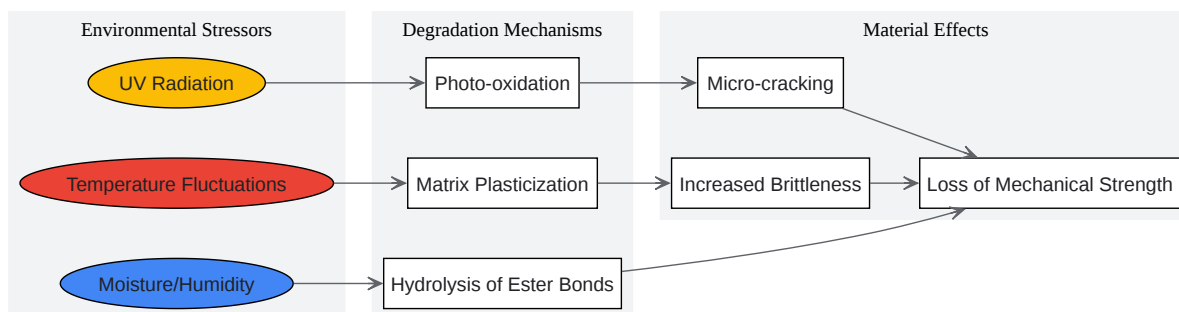 Environmental Stressors
Degradation Mechanisms
Material Effects
UV Radiation
Photo-oxidation
Micro-cracking
Temperature Fluctuations
Matrix Plasticization
Increased Brittleness
Loss of Mechanical Strength
Moisture/Humidity
Hydrolysis of Ester Bonds